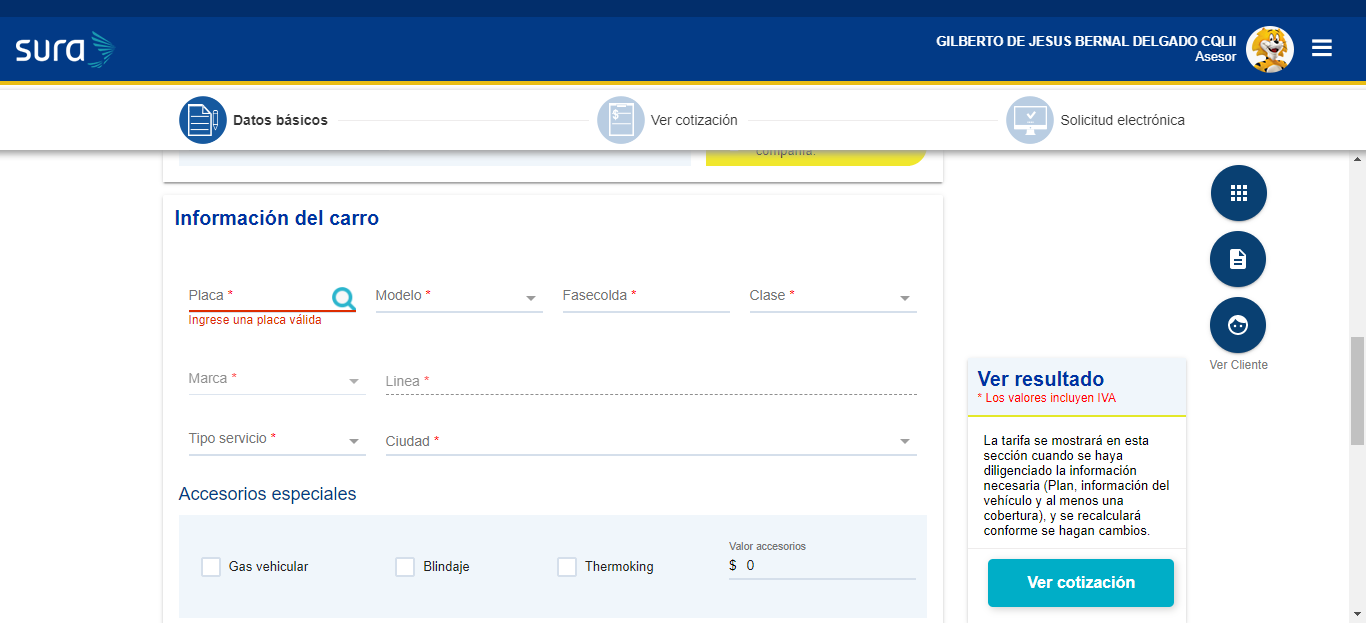 sura
GILBERTO DE JESUS BERNAL DELGADO CQLII
Asesor
Datos básicos
Ver cotización
Solicitud electrónica
compañía.
Información del carro
Placa *
Modelo *
Fasecolda *
Clase *
Ingrese una placa válida
Marca *
Linea *
Tipo servicio *
Ciudad *
Accesorios especiales
Gas vehicular
Blindaje
Thermoking
Valor accesorios
$ 0
Ver Cliente
Ver resultado
* Los valores incluyen IVA
La tarifa se mostrará en esta
sección cuando se haya
diligenciado la información
necesaria (Plan, información del
vehículo y al menos una
cobertura), y se recalculará
conforme se hagan cambios.
Ver cotización